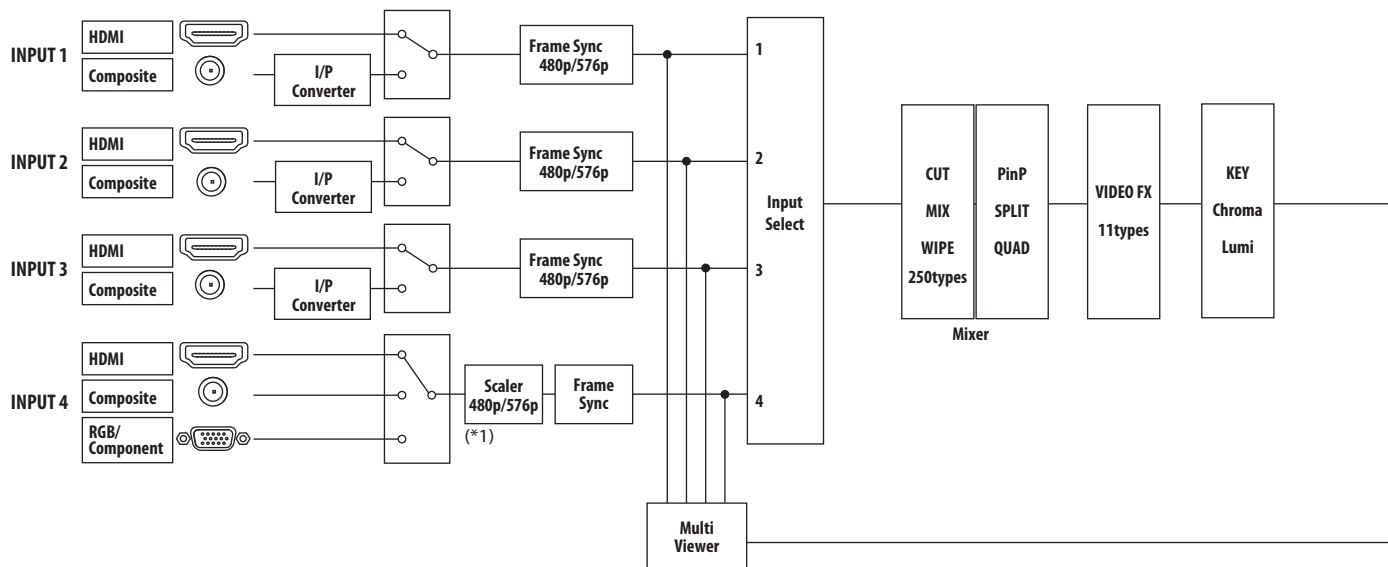 INPUT 1
HDMI
Composite
I/P
Converter
Frame Sync
480p/576p
1
INPUT 2
HDMI
Composite
I/P
Converter
Frame Sync
480p/576p
2
INPUT 3
HDMI
Composite
I/P
Converter
Frame Sync
480p/576p
3
INPUT 4
HDMI
Composite
RGB/
Component
Scaler
480p/576p
(*1)
Frame
Sync
4
Input
Select
Multi
Viewer
CUT
MIX
WIPE
250types
PinP
SPLIT
QUAD
Mixer
VIDEO FX
11types
KEY
Chroma
Lumi